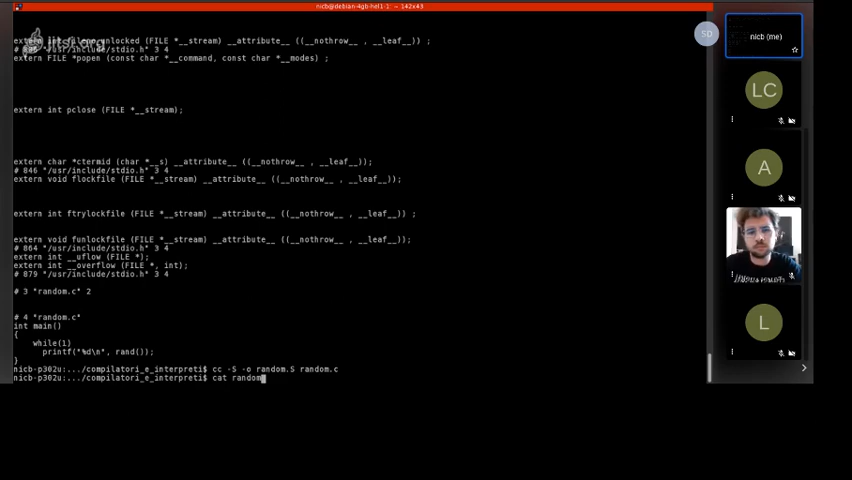 nicb@debian-4gb-hel1-1: ~ 142x43
jitsi.org
extern int fileno_unlocked (FILE *__stream) __attribute__ ((__nothrow__ , __leaf__)) ;
"/usr/include/stdio.h" 3 4
extern FILE *popen (const char *__command, const char *__modes) ;
extern int pclose (FILE *__stream);
extern char *ctermid (char *__s) __attribute__ ((__nothrow__ , __leaf__));
# 846 "/usr/include/stdio.h" 3 4
extern void flockfile (FILE *__stream) __attribute__ ((__nothrow__ , __leaf__));
extern int ftrylockfile (FILE *__stream) __attribute__ ((__nothrow__ , __leaf__)) ;
extern void funlockfile (FILE *__stream) __attribute__ ((__nothrow__ , __leaf__));
# 864 "/usr/include/stdio.h" 3 4
extern int __uflow (FILE *);
extern int __overflow (FILE *, int);
# 879 "/usr/include/stdio.h" 3 4
# 3 "random.c" 2
# 4 "random.c"
int main()
{
while(1)
printf("%d\n", rand());
}
nicb-p302u:.../compilatori_e_interpreti$ cc -S -o random.S random.c
nicb-p302u:.../compilatori_e_interpreti$ cat random
SD
nicb (me)
LC
A
L